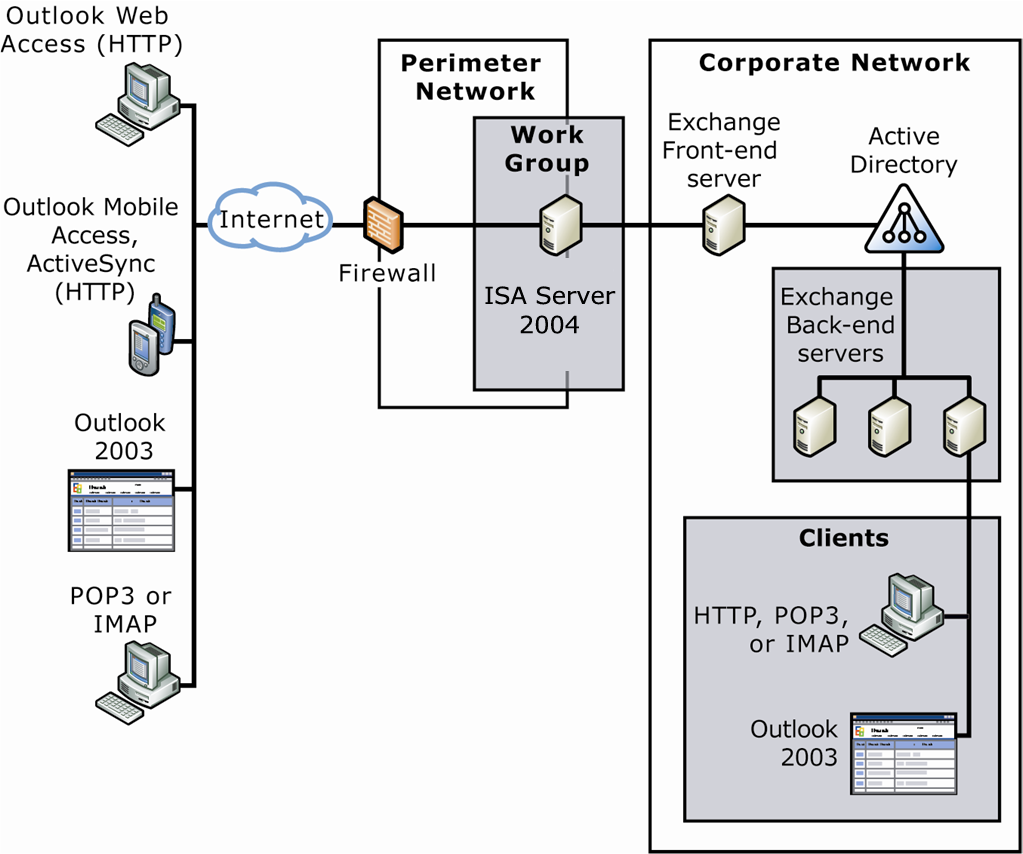 Outlook Web
Access (HTTP)
Outlook Mobile
Access,
ActiveSync
(HTTP)
Outlook
2003
POP3 or
IMAP
Internet
Firewall
Perimeter
Network
Work
Group
ISA Server
2004
Corporate Network
Exchange
Front-end
server
Active
Directory
Exchange
Back-end
servers
Clients
HTTP, POP3,
or IMAP
Outlook
2003